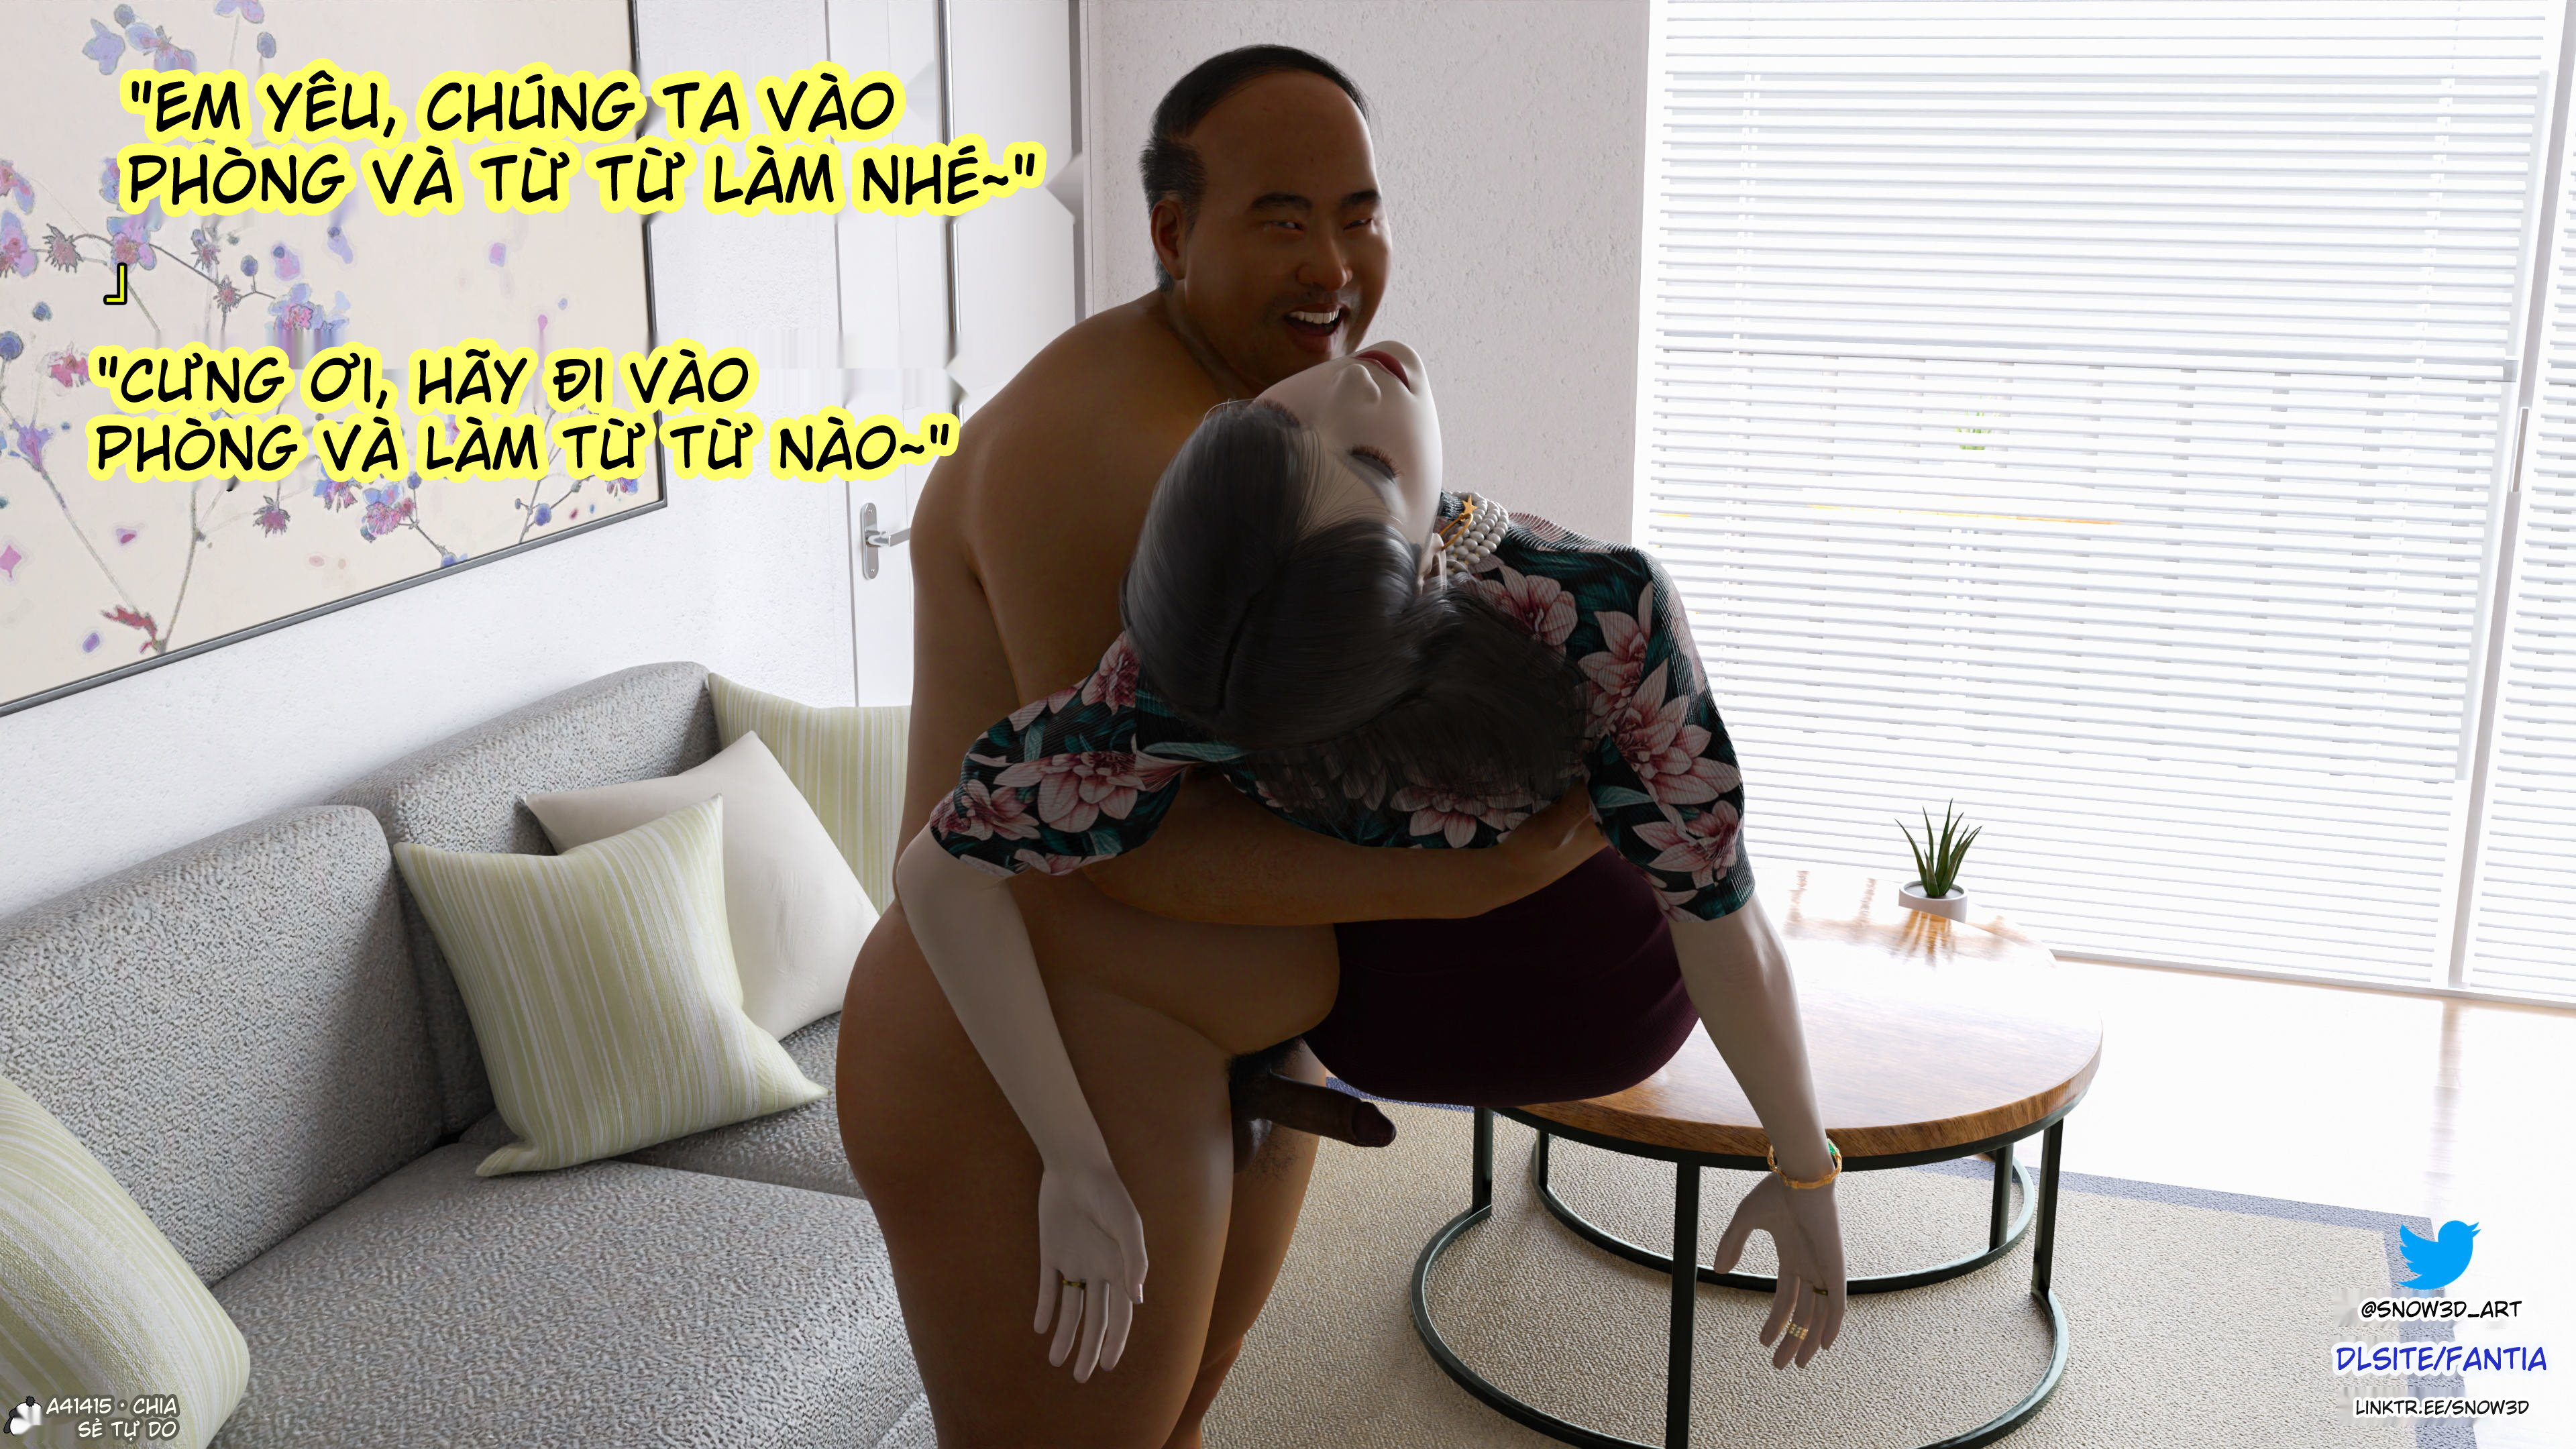 "EM YÊU, CHÚNG TA VÀO
PHÒNG VÀ TỪ TỪ LÀM NHÉ~"
」
"CƯNG ƠI, HÃY ĐI VÀO
PHÒNG VÀ LÀM TỪ TỪ NÀO~"
@SNOW3D_ART
DLSITE/FANTIA
LINKTR.EE/SNOW3D
A41415 • CHIA
SẺ TỰ DO